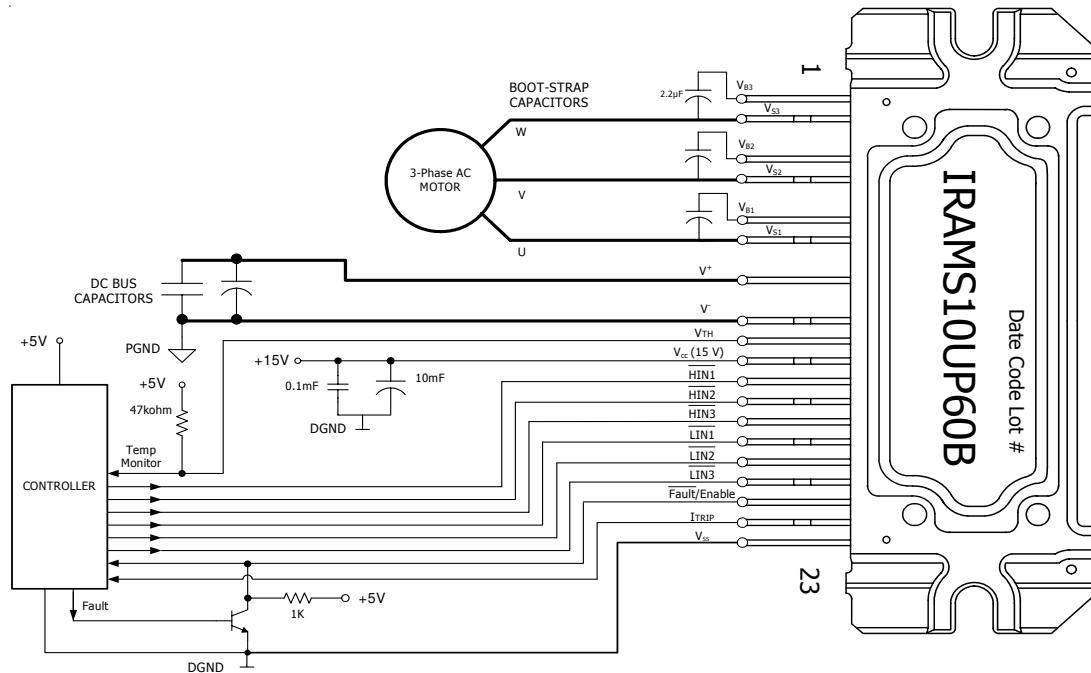 1
BOOT-STRAP
CAPACITORS
2.2μF
VB3
VS3
W
VB2
3-Phase AC
MOTOR
VS2
V
VB1
VS1
U
V+
DC BUS
CAPACITORS
V-
VTH
+5V
PGND
+15V
Vcc (15 V)
+5V
0.1mF
10mF
HIN1
47kohm
HIN2
DGND
HIN3
LIN1
Temp
Monitor
LIN2
CONTROLLER
LIN3
Fault/Enable
ITRIP
Vss
Fault
1K
+5V
DGND
23
IRAMS10UP60B
Date Code Lot #